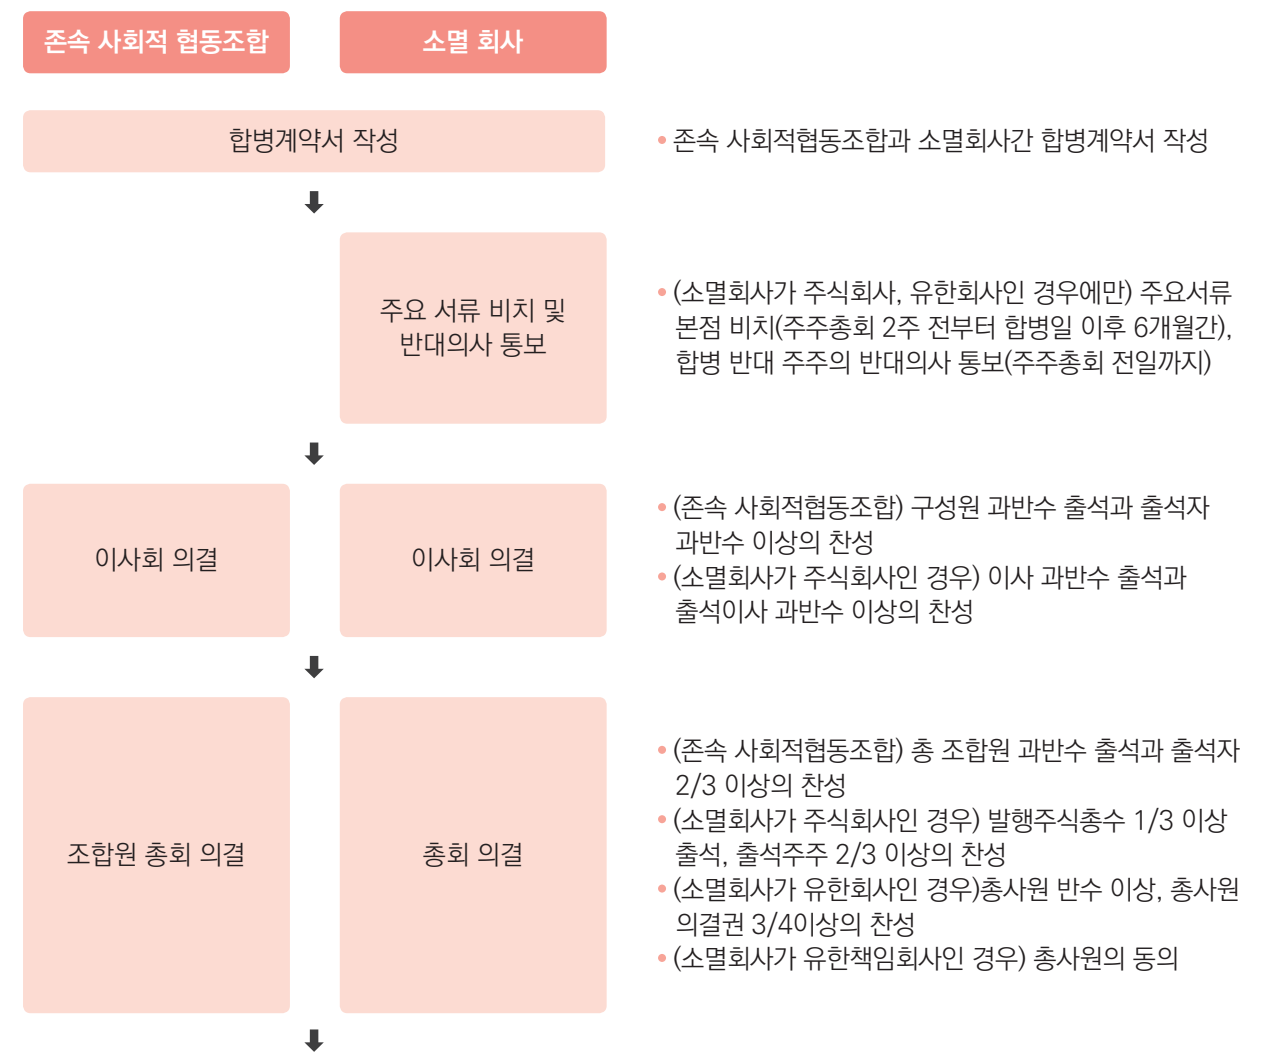 존속 사회적 협동조합
소멸 회사
합병계약서 작성
• 존속 사회적협동조합과 소멸회사간 합병계약서 작성
주요 서류 비치 및
반대의사 통보
• (소멸회사가 주식회사, 유한회사인 경우에만) 주요서류
본점 비치(주주총회 2주 전부터 합병일 이후 6개월간),
합병 반대 주주의 반대의사 통보(주주총회 전일까지)
이사회 의결
이사회 의결
• (존속 사회적협동조합) 구성원 과반수 출석과 출석자
과반수 이상의 찬성
• (소멸회사가 주식회사인 경우) 이사 과반수 출석과
출석이사 과반수 이상의 찬성
조합원 총회 의결
총회 의결
• (존속 사회적협동조합) 총 조합원 과반수 출석과 출석자
2/3 이상의 찬성
• (소멸회사가 주식회사인 경우) 발행주식총수 1/3 이상
출석, 출석주주 2/3 이상의 찬성
• (소멸회사가 유한회사인 경우)총사원 반수 이상, 총사원
의결권 3/4이상의 찬성
• (소멸회사가 유한책임회사인 경우) 총사원의 동의